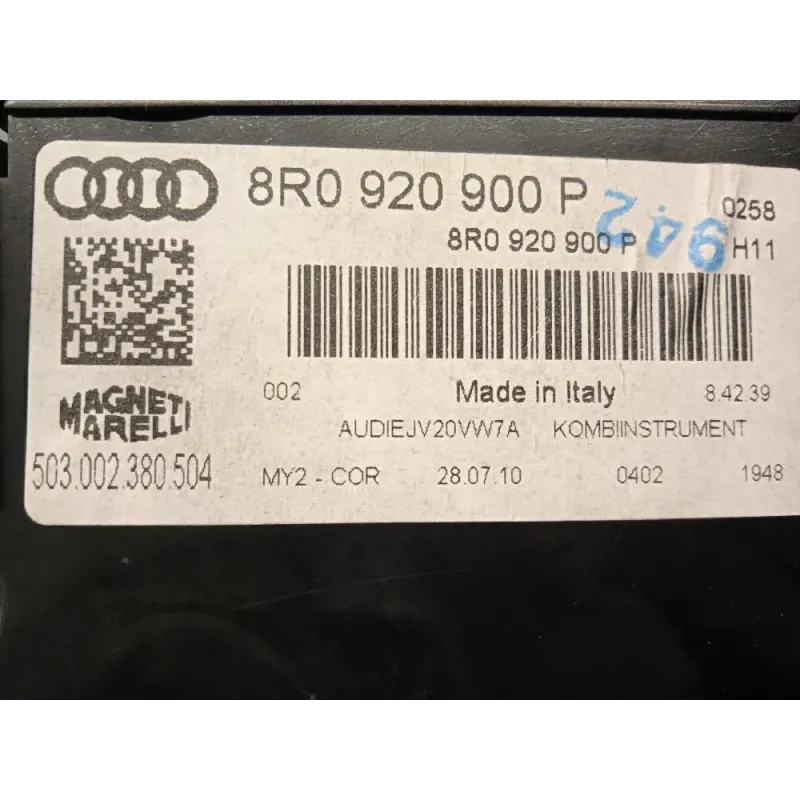 8R0 920 900 P
942
0258
8R0 920 900 P
H11
002
Made in Italy
8.42.39
MAGNETI
MARELLI
AUDIEJV20VW7A KOMBIINSTRUMENT
503.002.380.504
MY2 - COR 28.07.10 0402 1948